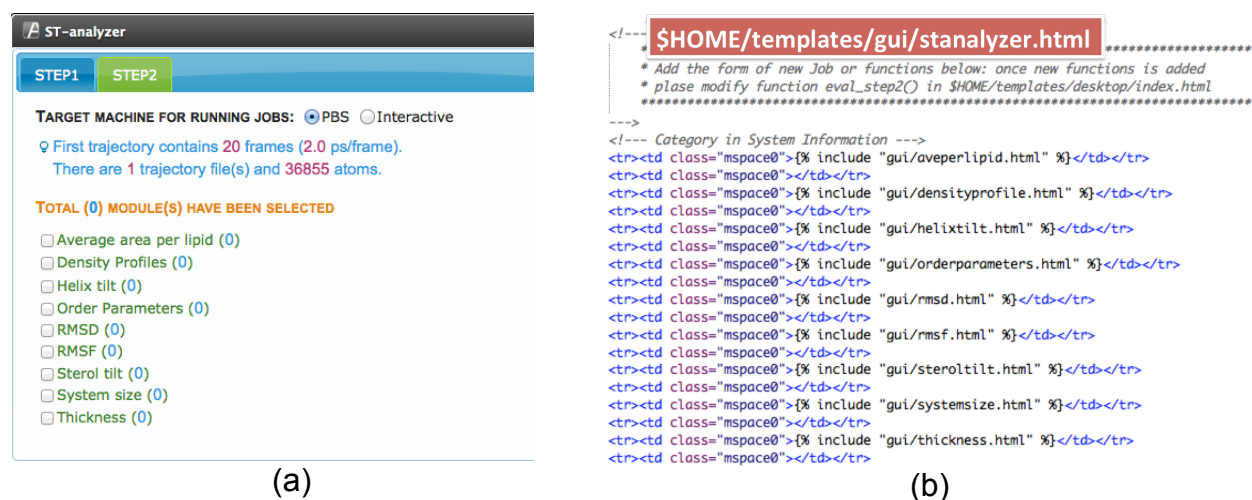 ST-analyzer
STEP1 STEP2
TARGET MACHINE FOR RUNNING JOBS: PBS Interactive
First trajectory contains 20 frames (2.0 ps/frame).
There are 1 trajectory file(s) and 36855 atoms.
TOTAL (0) MODULE(S) HAVE BEEN SELECTED
Average area per lipid (0)
Density Profiles (0)
Helix tilt (0)
Order Parameters (0)
RMSD (0)
RMSF (0)
Sterol tilt (0)
System size (0)
Thickness (0)
(a)
<!---
$HOME/templates/gui/stanalyzer.html
* Add the form of new Job or functions below: once new functions is added
* plase modify function eval_step2() in $HOME/templates/desktop/index.html
******************************************************************************
--->
<!--- Category in System Information --->
<tr><td class="mspace0">{% include "gui/aveperlipid.html" %}</td></tr>
<tr><td class="mspace0"></td></tr>
<tr><td class="mspace0">{% include "gui/densityprofile.html" %}</td></tr>
<tr><td class="mspace0"></td></tr>
<tr><td class="mspace0">{% include "gui/helixtilt.html" %}</td></tr>
<tr><td class="mspace0"></td></tr>
<tr><td class="mspace0">{% include "gui/orderparameters.html" %}</td></tr>
<tr><td class="mspace0"></td></tr>
<tr><td class="mspace0">{% include "gui/rmsd.html" %}</td></tr>
<tr><td class="mspace0"></td></tr>
<tr><td class="mspace0">{% include "gui/rmsf.html" %}</td></tr>
<tr><td class="mspace0"></td></tr>
<tr><td class="mspace0">{% include "gui/steroltilt.html" %}</td></tr>
<tr><td class="mspace0"></td></tr>
<tr><td class="mspace0">{% include "gui/systemsize.html" %}</td></tr>
<tr><td class="mspace0"></td></tr>
<tr><td class="mspace0">{% include "gui/thickness.html" %}</td></tr>
<tr><td class="mspace0"></td></tr>
(b)